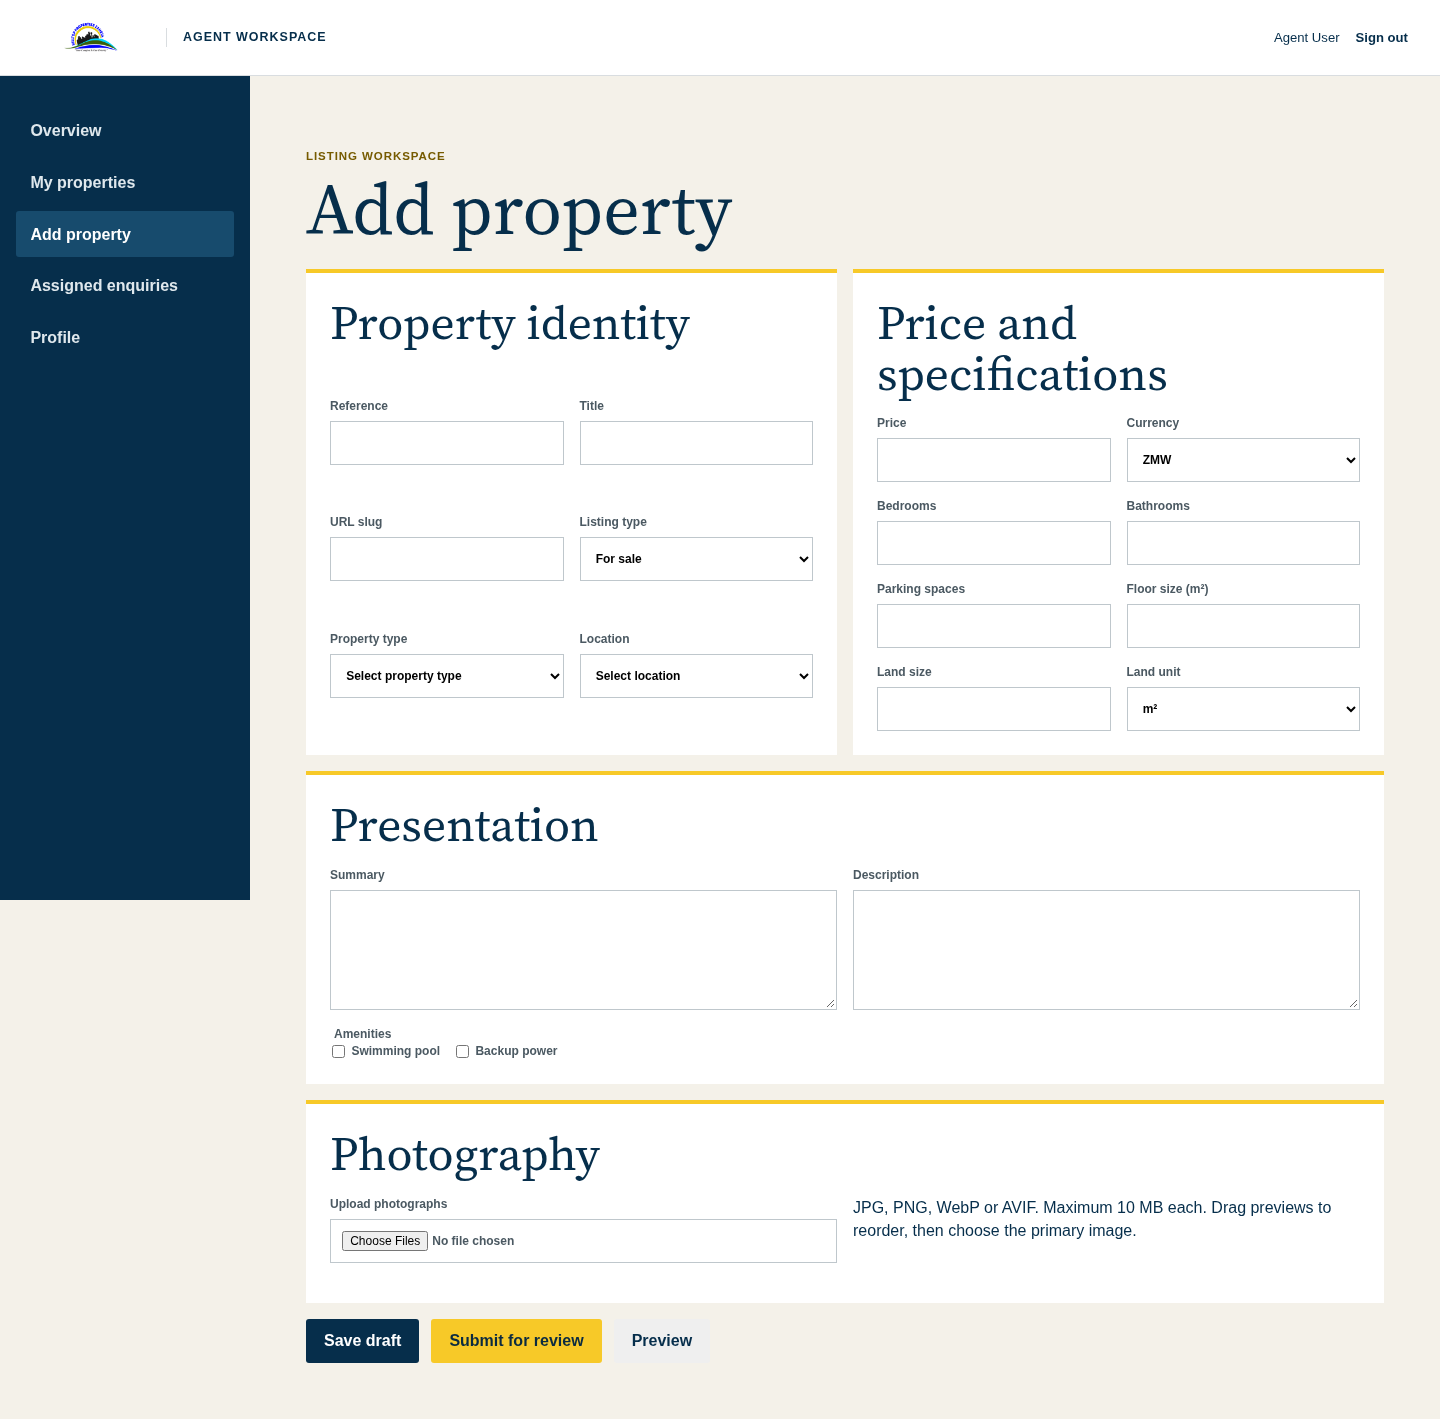 AGENT WORKSPACE
Agent User
Sign out
Overview
My properties
Add property
Assigned enquiries
Profile
LISTING WORKSPACE
Add property
Property identity
Reference
Title
URL slug
Listing type
For sale
Property type
Location
Select property type
Select location
Price and
specifications
Price
Currency
ZMW
Bedrooms
Bathrooms
Parking spaces
Floor size (m²)
Land size
Land unit
m²
Presentation
Summary
Description
Amenities
Swimming pool
Backup power
Photography
Upload photographs
Choose Files No file chosen
JPG, PNG, WebP or AVIF. Maximum 10 MB each. Drag previews to
reorder, then choose the primary image.
Save draft
Submit for review
Preview